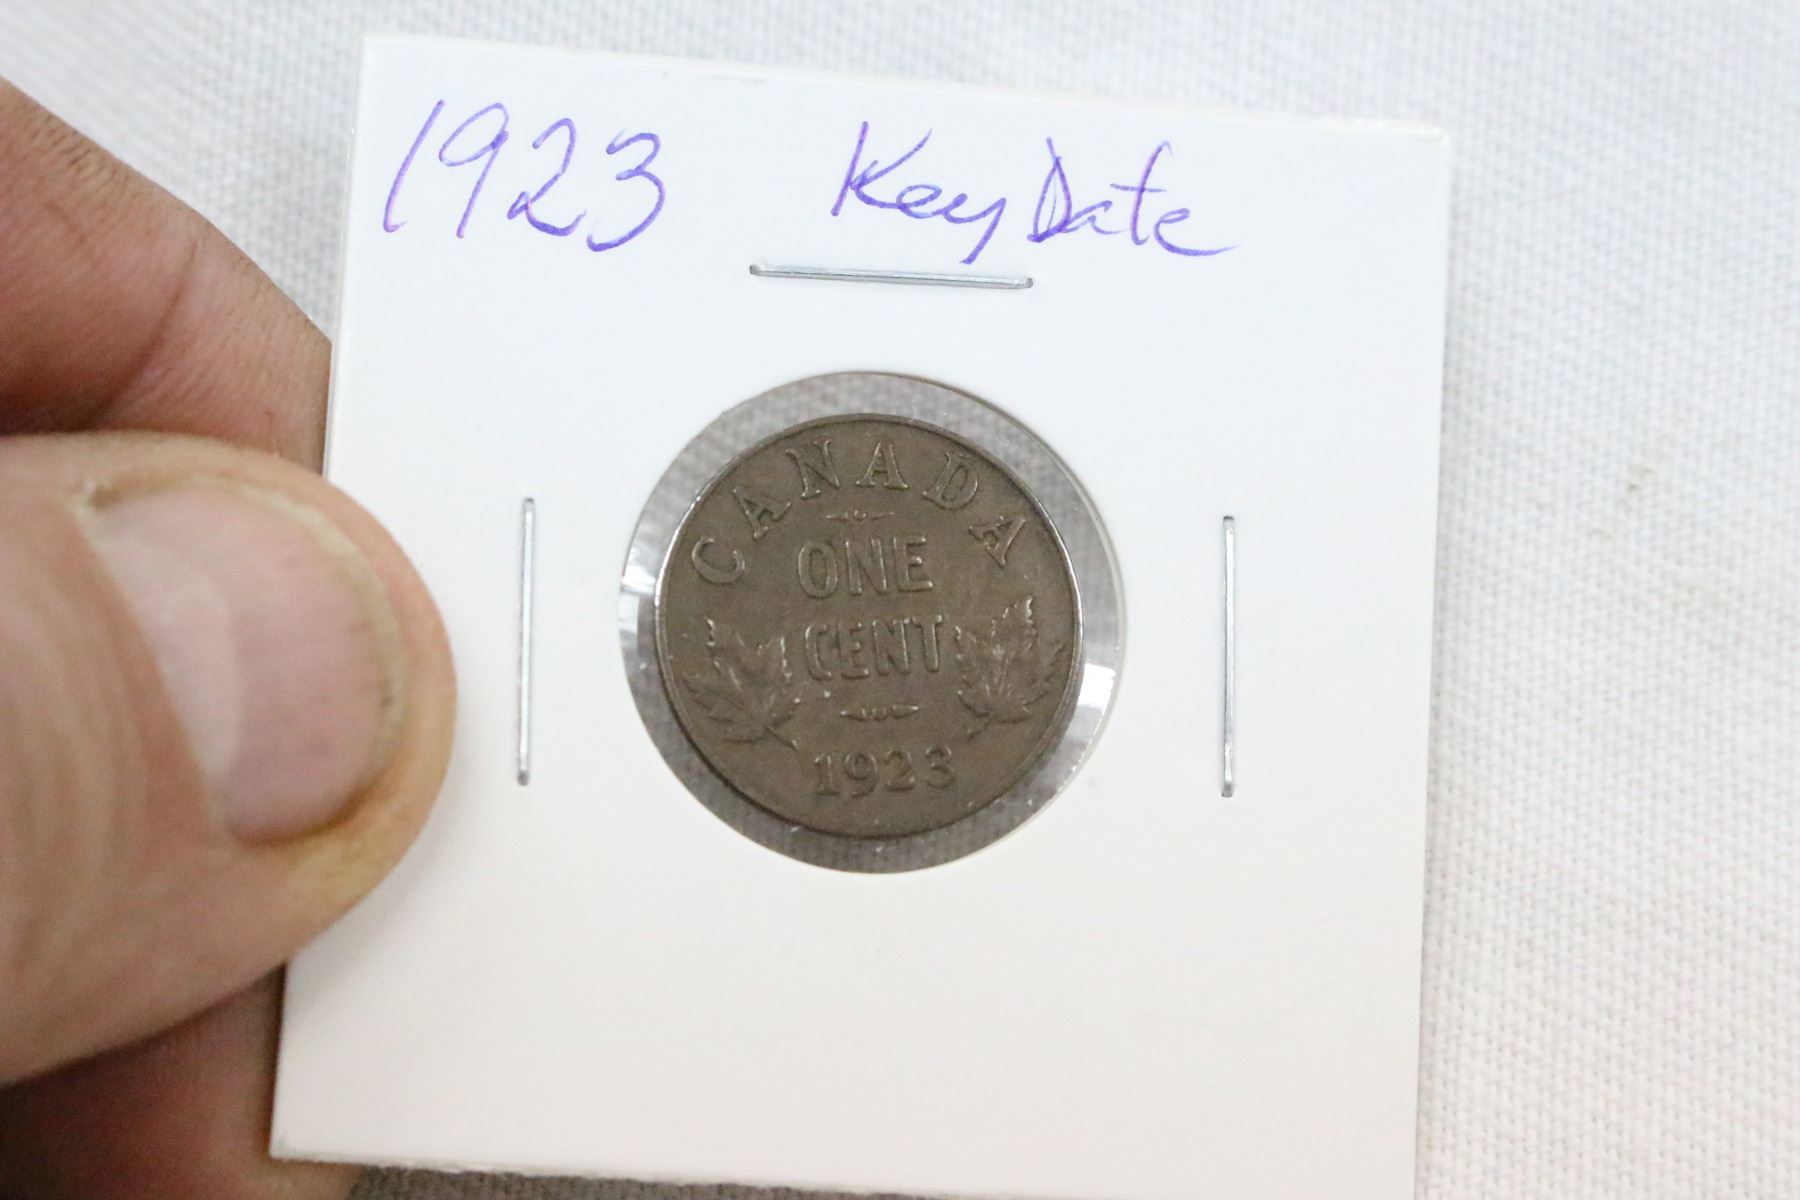 1923 Key Date
CANADA
ONE
CENT
1923